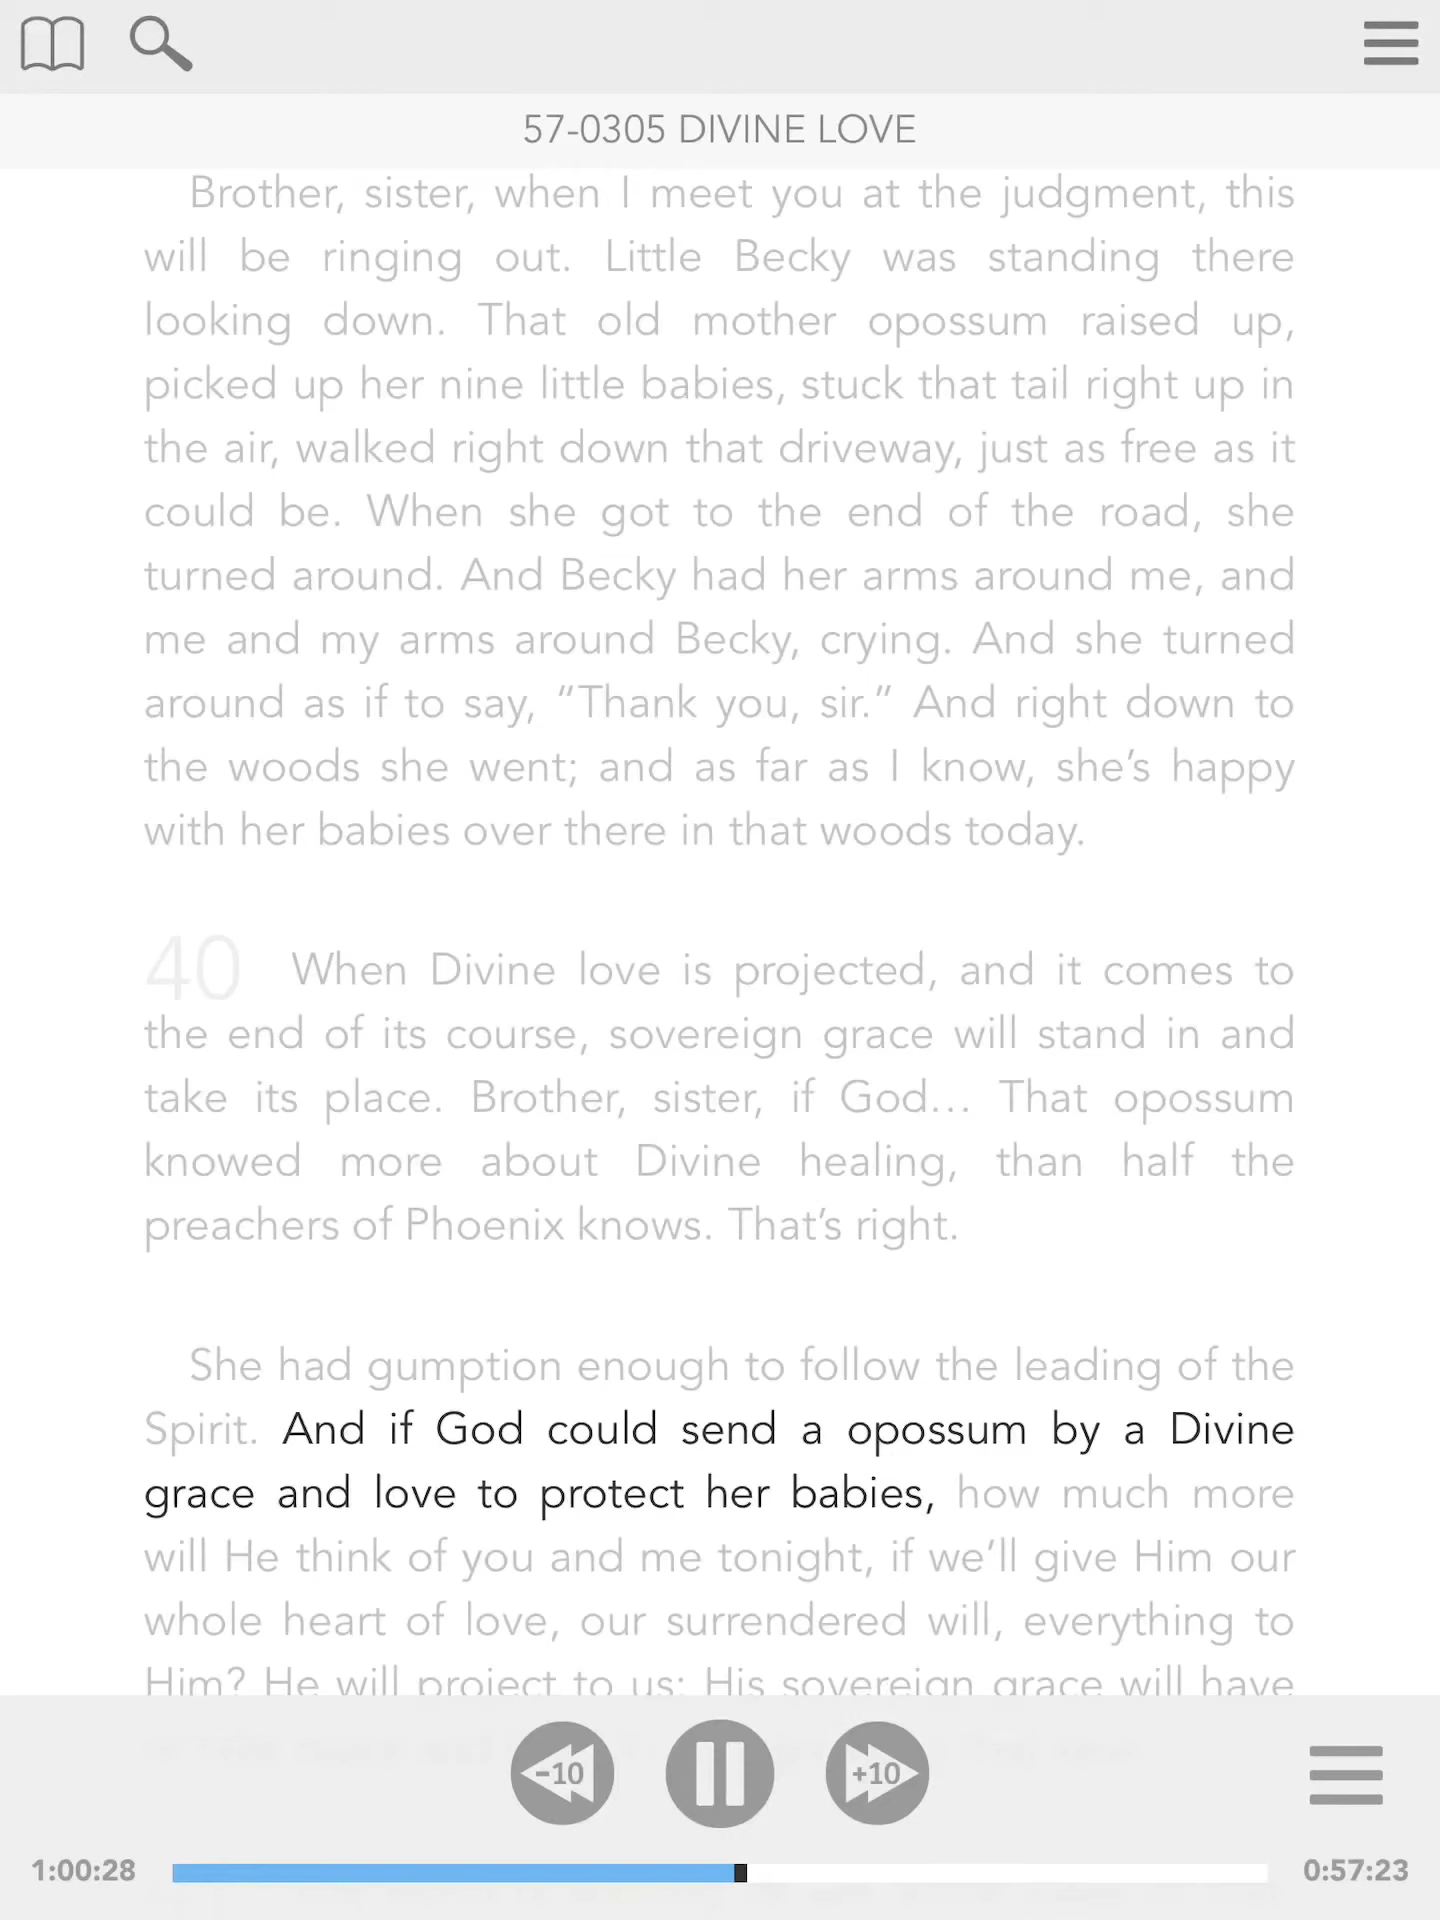 57-0305 DIVINE LOVE
Brother, sister, when I meet you at the judgment, this
will be ringing out. Little Becky was standing there
looking down. That old mother opossum raised up,
picked up her nine little babies, stuck that tail right up in
the air, walked right down that driveway, just as free as it
could be. When she got to the end of the road, she
turned around. And Becky had her arms around me, and
me and my arms around Becky, crying. And she turned
around as if to say, “Thank you, sir.” And right down to
the woods she went; and as far as I know, she’s happy
with her babies over there in that woods today.
40 When Divine love is projected, and it comes to
the end of its course, sovereign grace will stand in and
take its place. Brother, sister, if God… That opossum
knowed more about Divine healing, than half the
preachers of Phoenix knows. That’s right.
She had gumption enough to follow the leading of the
Spirit. And if God could send a opossum by a Divine
grace and love to protect her babies, how much more
will He think of you and me tonight, if we’ll give Him our
whole heart of love, our surrendered will, everything to
Him? He will project to us; His sovereign grace will have
-10 +10
1:00:28 0:57:23